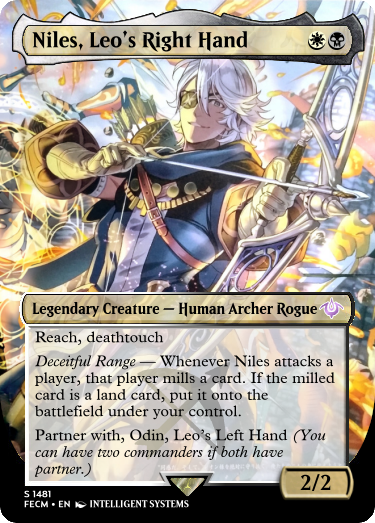 Niles, Leo's Right Hand
Legendary Creature — Human Archer Rogue
Reach, deathtouch
Deceitful Range — Whenever Niles attacks a
player, that player mills a card. If the milled
card is a land card, put it onto the
battlefield under your control.
Partner with, Odin, Leo's Left Hand (You
can have two commanders if both have
partner.)
2/2
S 1481
FECM • EN INTELLIGENT SYSTEMS